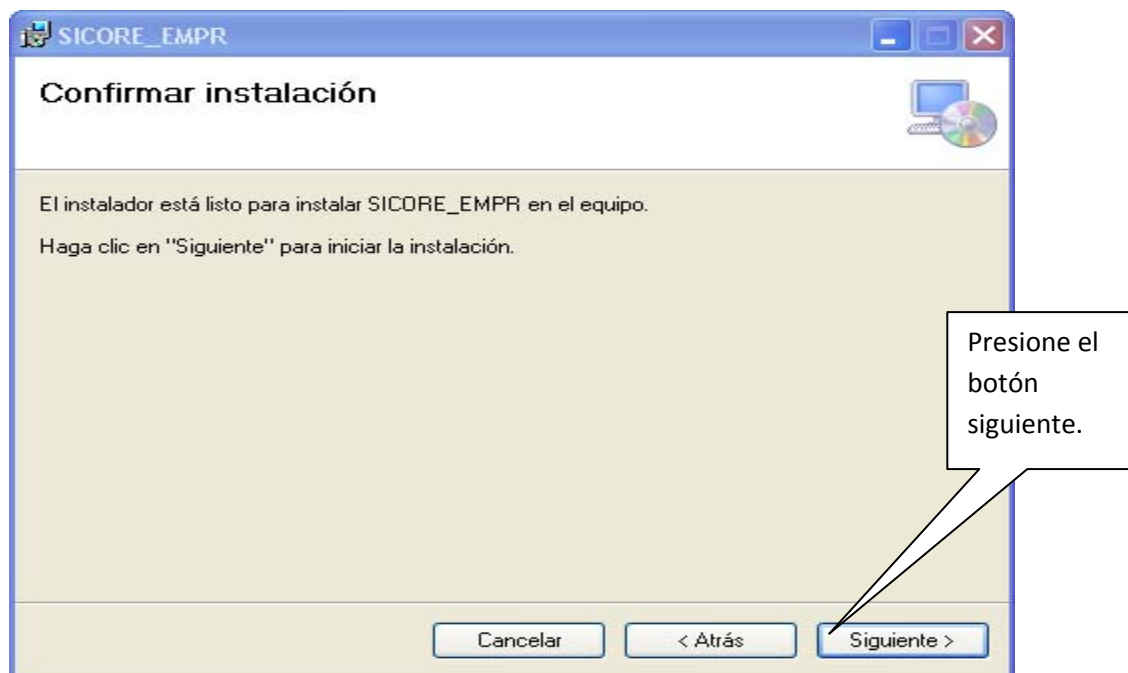 SICORE_EMPR
Confirmar instalación
El instalador está listo para instalar SICORE_EMPR en el equipo.
Haga clic en "Siguiente" para iniciar la instalación.
Presione el
botón
siguiente.
Cancelar
< Atrás
Siguiente >